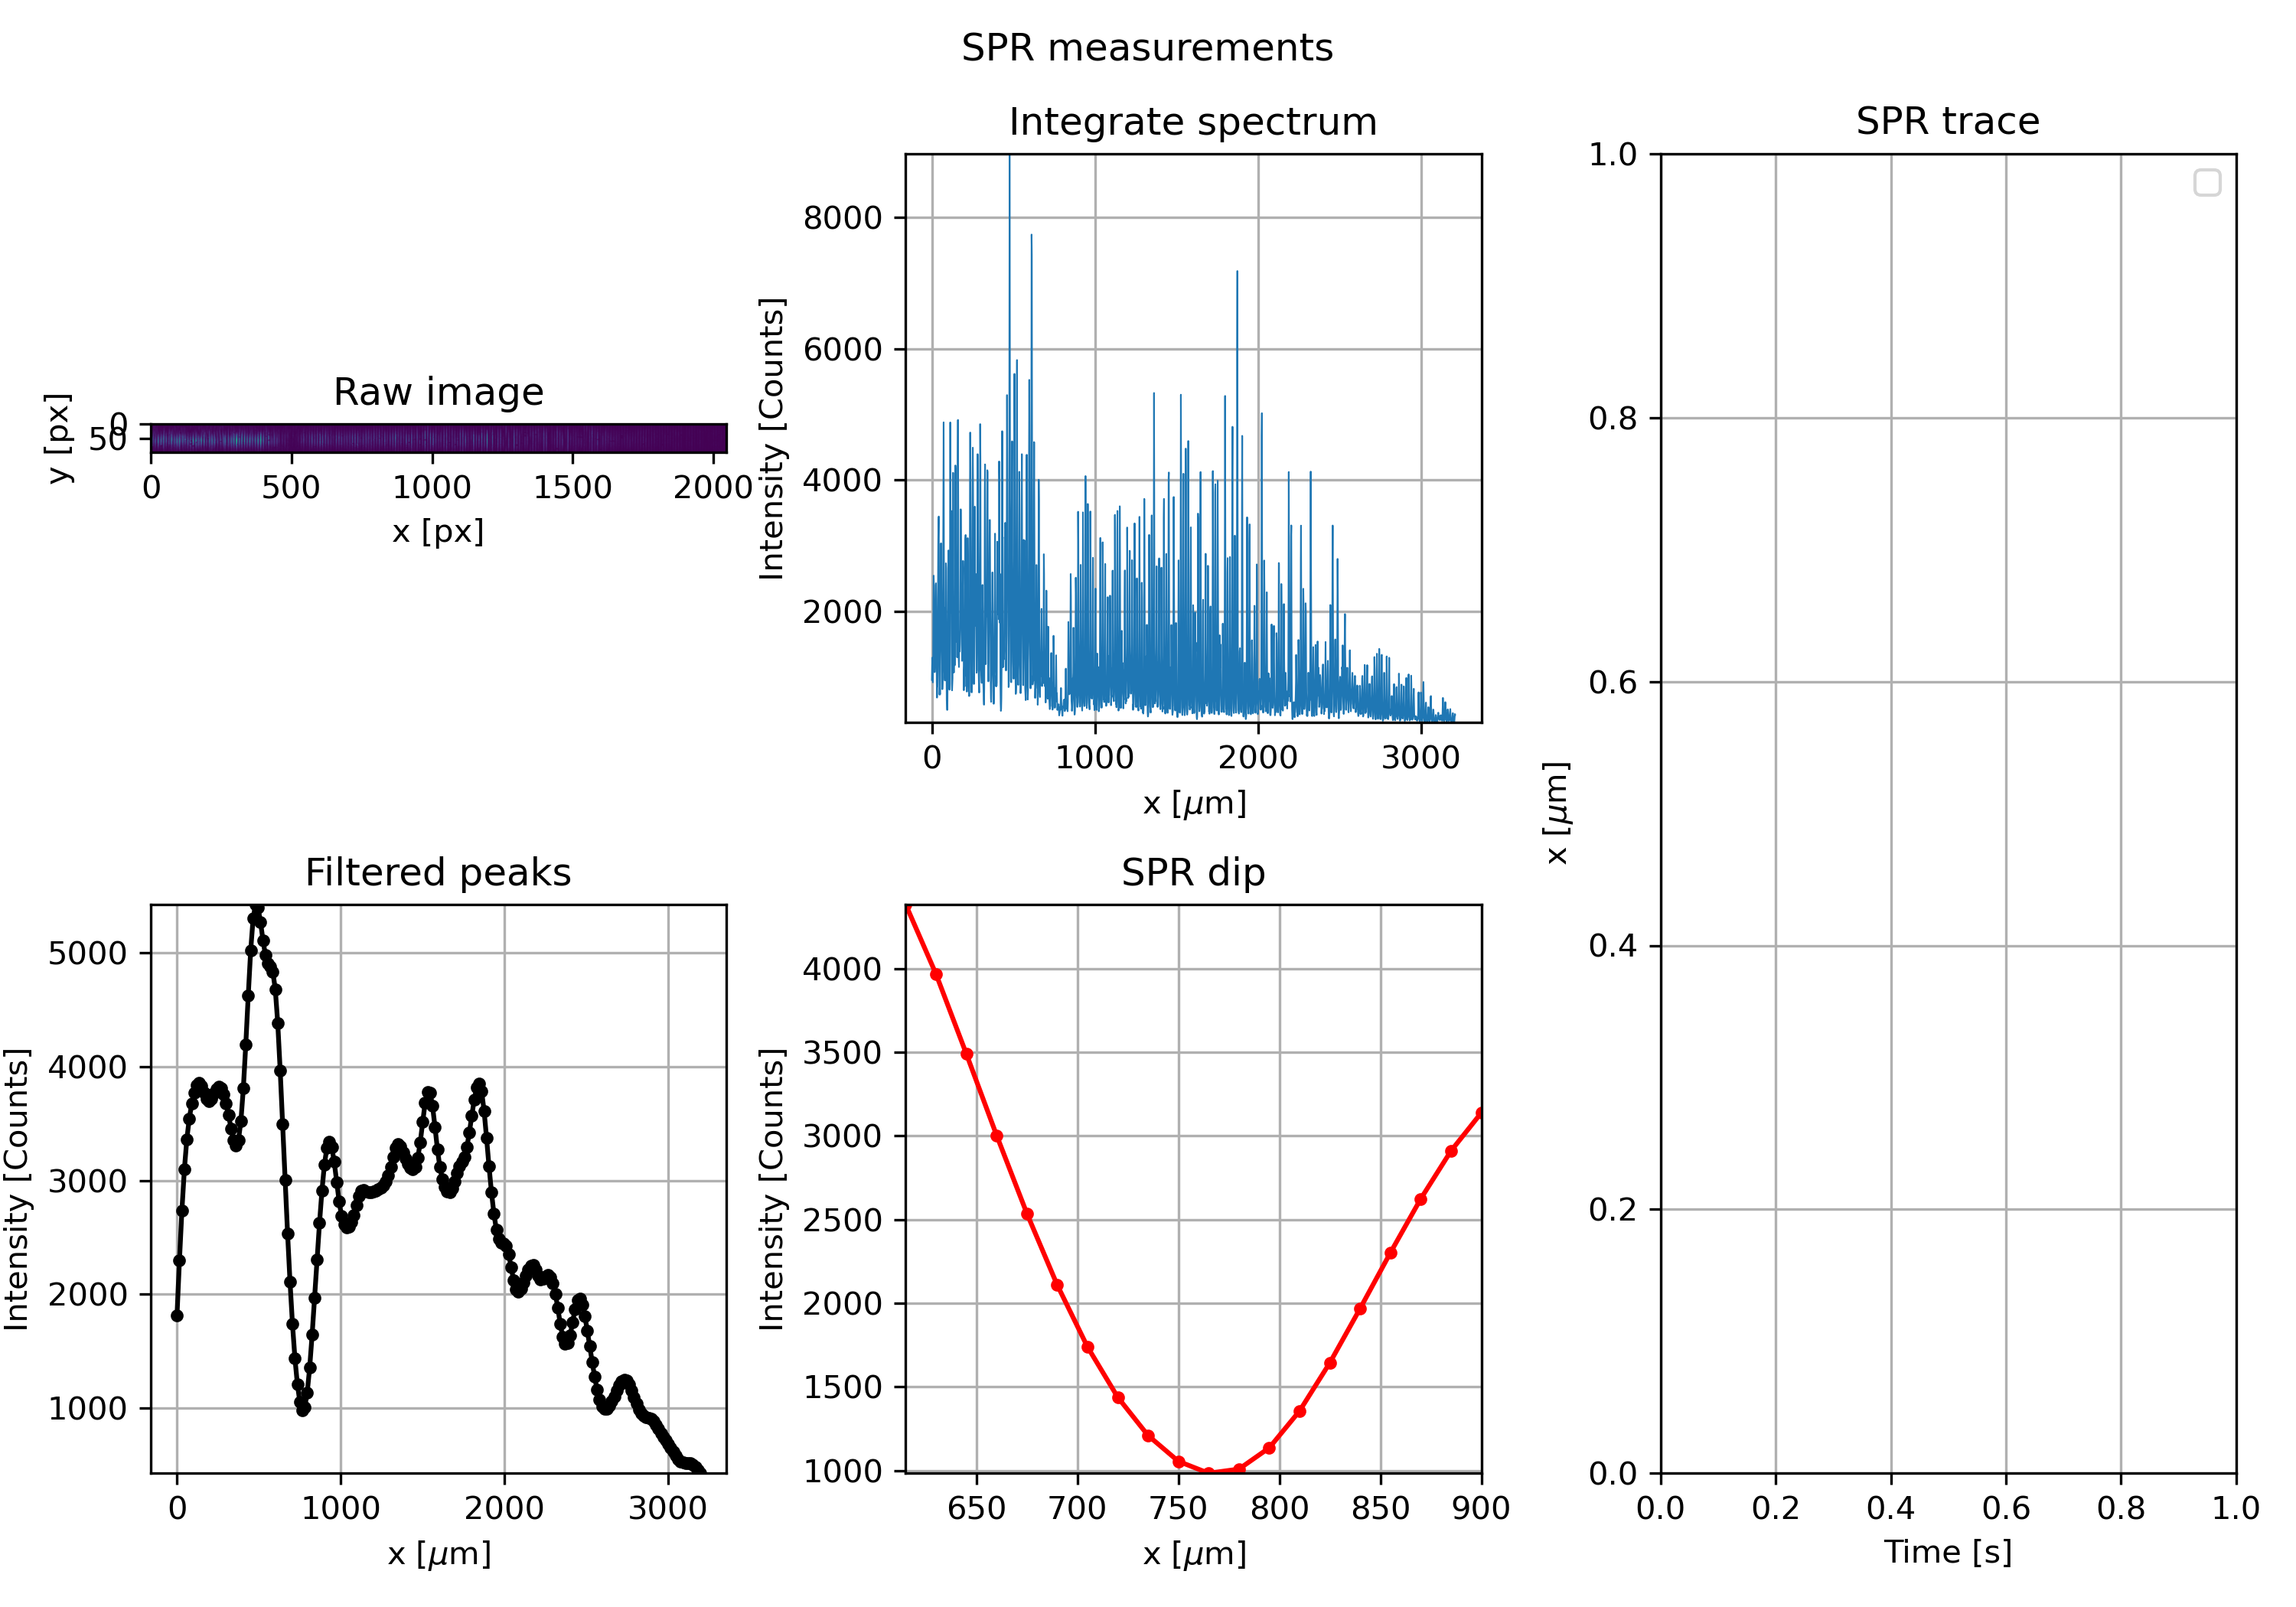 SPR measurements
Raw image
y [px]
0
50
0 500 1000 1500 2000
x [px]
Integrate spectrum
Intensity [Counts]
8000
6000
4000
2000
0 1000 2000 3000
x [μm]
SPR trace
x [μm]
1.0
0.8
0.6
0.4
0.2
0.0
0.0 0.2 0.4 0.6 0.8 1.0
Time [s]
Filtered peaks
Intensity [Counts]
5000
4000
3000
2000
1000
0 1000 2000 3000
x [μm]
SPR dip
Intensity [Counts]
4000
3500
3000
2500
2000
1500
1000
650 700 750 800 850 900
x [μm]